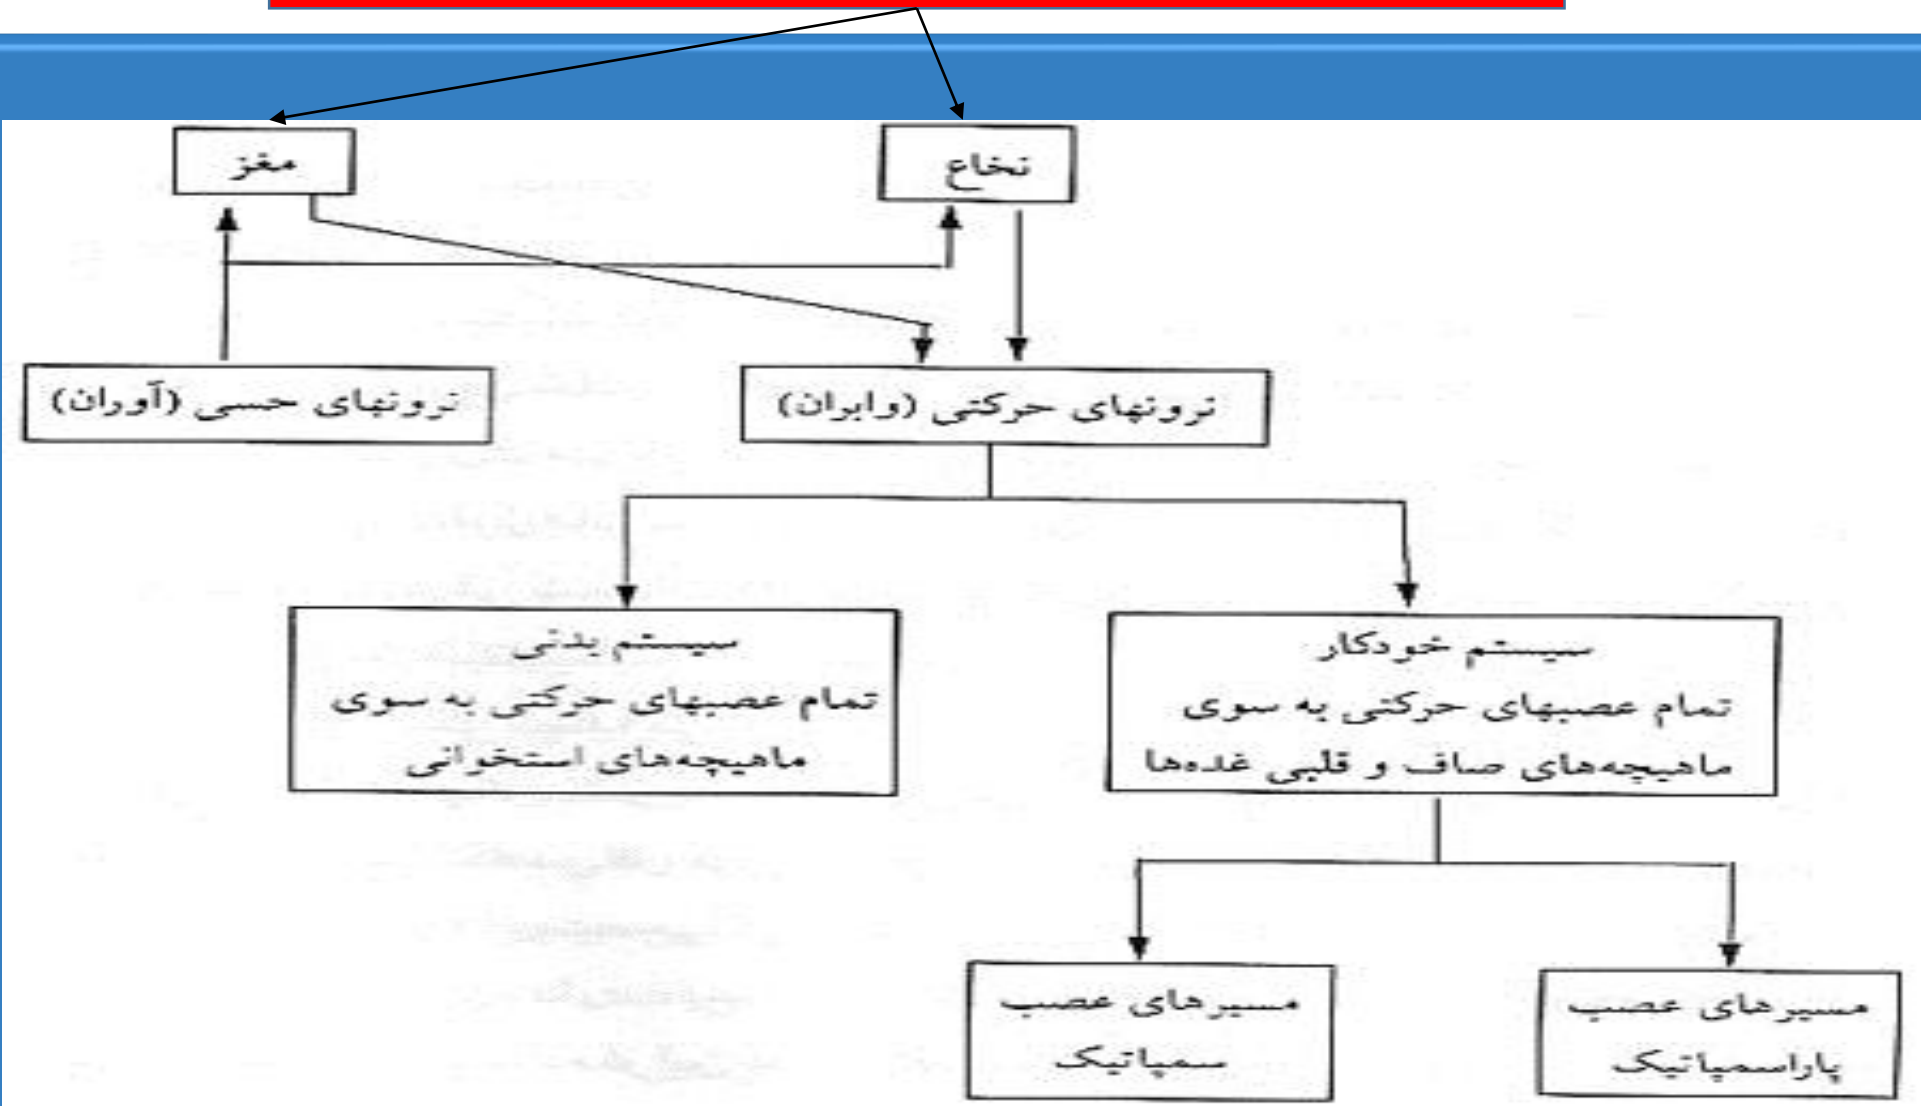 مغز
نخاع
نرونهای حسی (آوران)
نرونهای حرکتی (وابران)
سیستم بدنی
تمام عصبهای حرکتی به سوی
ماهیچه‌های استخوانی
سیستم خودکار
تمام عصبهای حرکتی به سوی
ماهیچه‌های صاف و قلبی غده‌ها
مسیرهای عصب
سمپاتیک
مسیرهای عصب
پاراسمپاتیک